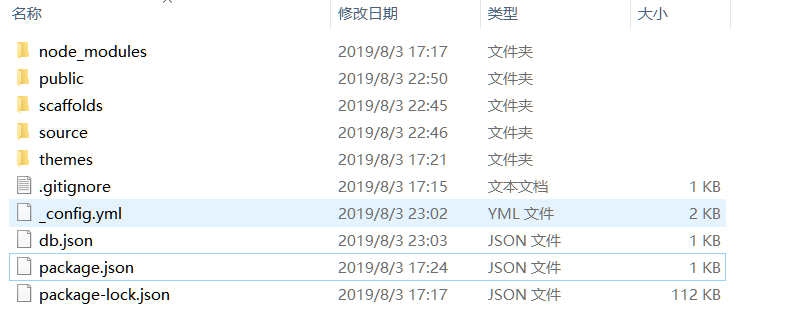 名称 修改日期 类型 大小
node_modules 2019/8/3 17:17 文件夹
public 2019/8/3 22:50 文件夹
scaffolds 2019/8/3 22:45 文件夹
source 2019/8/3 22:46 文件夹
themes 2019/8/3 17:21 文件夹
.gitignore 2019/8/3 17:15 文本文档 1 KB
_config.yml 2019/8/3 23:02 YML 文件 2 KB
db.json 2019/8/3 23:03 JSON 文件 1 KB
package.json 2019/8/3 17:24 JSON 文件 1 KB
package-lock.json 2019/8/3 17:17 JSON 文件 112 KB